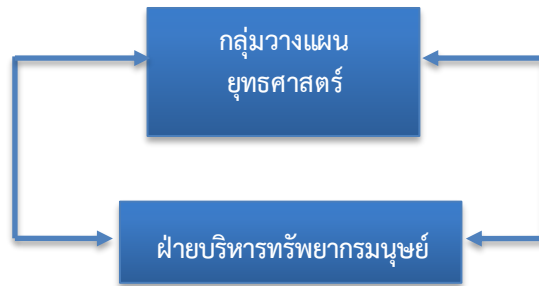 กลุ่มวางแผน
ยุทธศาสตร์
ฝ่ายบริหารทรัพยากรมนุษย์